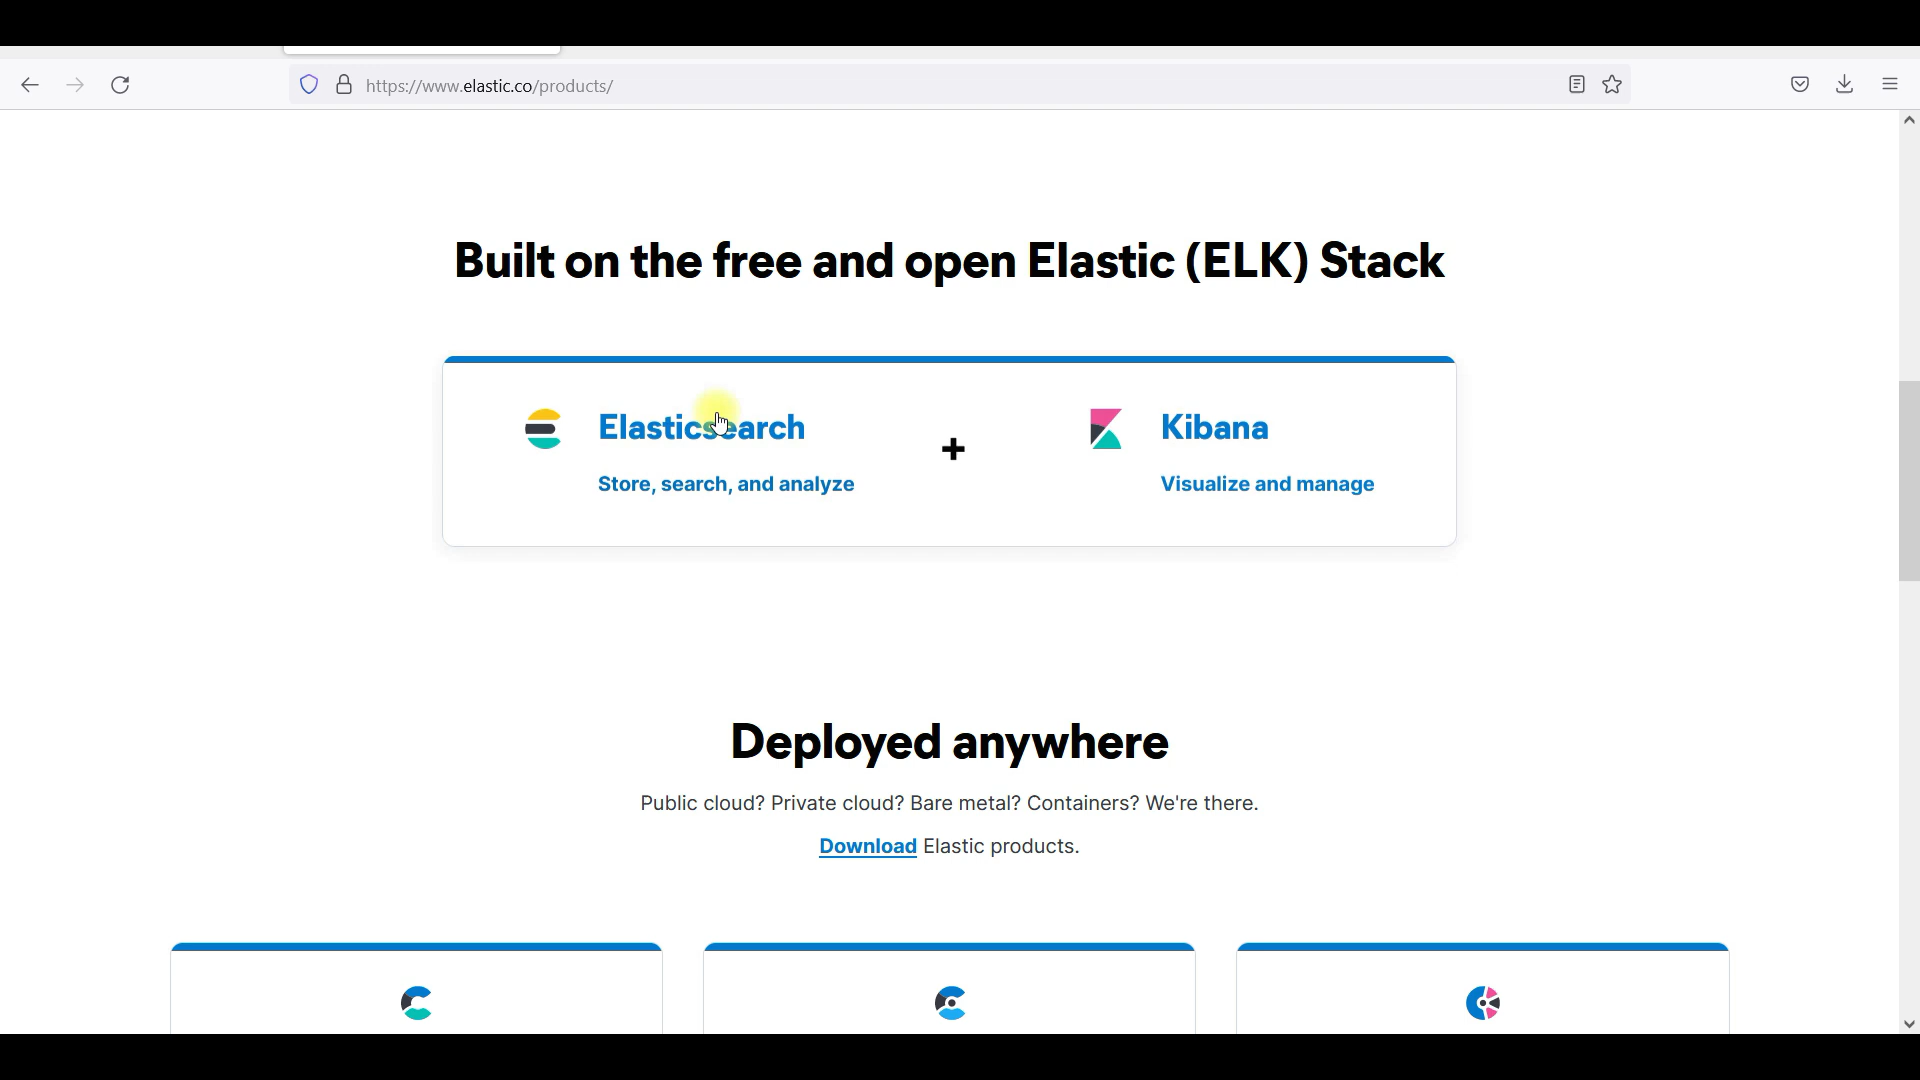 https://www.elastic.co/products/
Built on the free and open Elastic (ELK) Stack
Elasticsearch
Store, search, and analyze
+
Kibana
Visualize and manage
Deployed anywhere
Public cloud? Private cloud? Bare metal? Containers? We're there.
Download Elastic products.